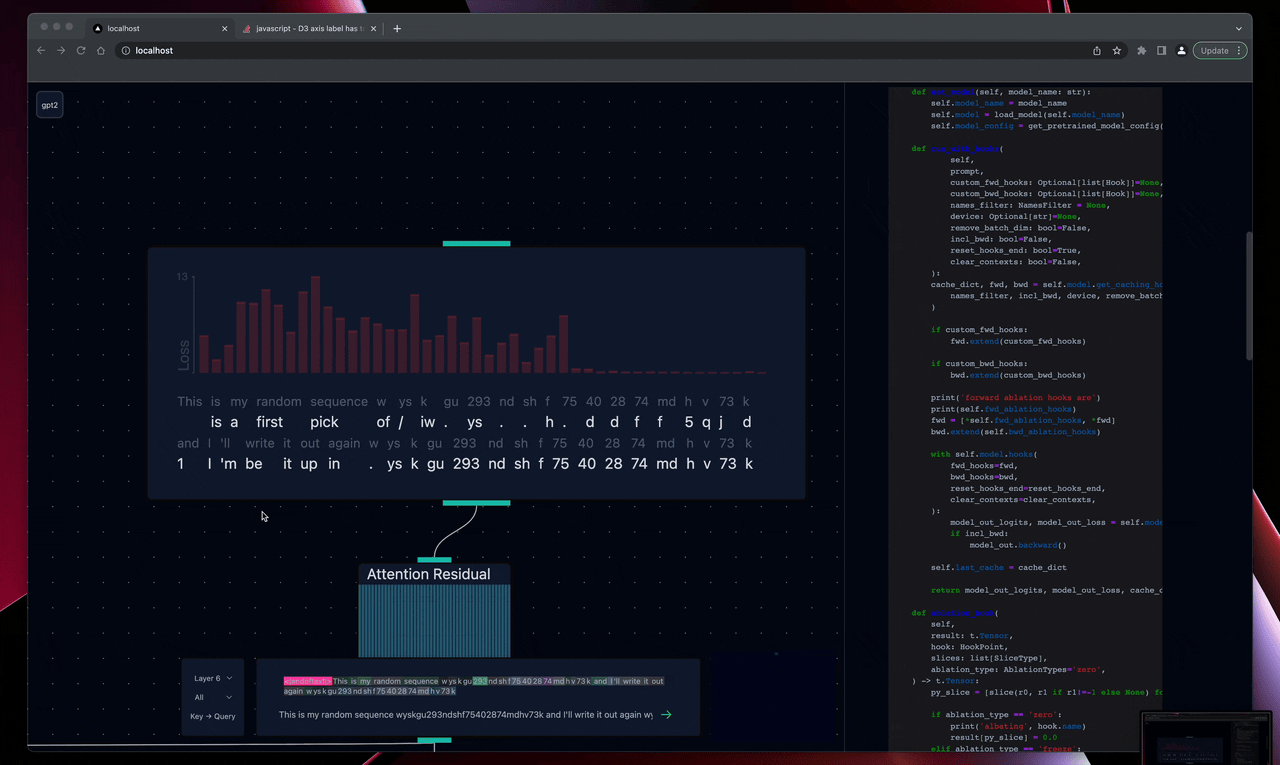 localhost
javascript - D3 axis label has
localhost
Update
gpt2
13
Loss
This is my random sequence w ys k gu 293 nd sh f 75 40 28 74 md h v 73 k
is a first pick of / iw . ys . . h . d d f f 5 q j d
and I 'll write it out again w ys k gu 293 nd sh f 75 40 28 74 md h v 73 k
1 I 'm be it up in . ys k gu 293 nd sh f 75 40 28 74 md h v 73 k
Attention Residual
Layer 6
All
Key → Query
<|endoftext|>This is my random sequence w ys k gu 293 nd sh f 75 40 28 74 md h v 73 k and I 'll write it out
again w ys k gu 293 nd sh f 75 40 28 74 md h v 73 k
This is my random sequence wyskgu293ndshf75402874mdhv73k and I'll write it out again wy
(self, model_name: str):
self.model_name = model_name
self.model = load_model(self.model_name)
self.model_config = get_pretrained_model_config(
def
self,
prompt,
custom_fwd_hooks: Optional[list[Hook]]=None,
custom_bwd_hooks: Optional[list[Hook]]=None,
names_filter: NamesFilter = None,
device: Optional[str]=None,
remove_batch_dim: bool=False,
incl_bwd: bool=False,
reset_hooks_end: bool=True,
clear_contexts: bool=False,
):
cache_dict, fwd, bwd = self.model.get_caching_ho
names_filter, incl_bwd, device, remove_batch
)
if custom_fwd_hooks:
fwd.extend(custom_fwd_hooks)
if custom_bwd_hooks:
bwd.extend(custom_bwd_hooks)
print('forward ablation hooks are')
print(self.fwd_ablation_hooks)
fwd = [*self.fwd_ablation_hooks, *fwd]
bwd.extend(self.bwd_ablation_hooks)
with self.model.hooks(
fwd_hooks=fwd,
bwd_hooks=bwd,
reset_hooks_end=reset_hooks_end,
clear_contexts=clear_contexts,
):
model_out_logits, model_out_loss = self.mode
if incl_bwd:
model_out.backward()
self.last_cache = cache_dict
return model_out_logits, model_out_loss, cache_d
def
self,
result: t.Tensor,
hook: HookPoint,
slices: list[SliceType],
ablation_type: AblationTypes='zero',
) -> t.Tensor:
py_slice = [slice(r0, r1 if r1!=-1 else None) fo
if ablation_type == 'zero':
print('albating', hook.name)
result[py_slice] = 0.0
elif ablation_type == 'freeze':